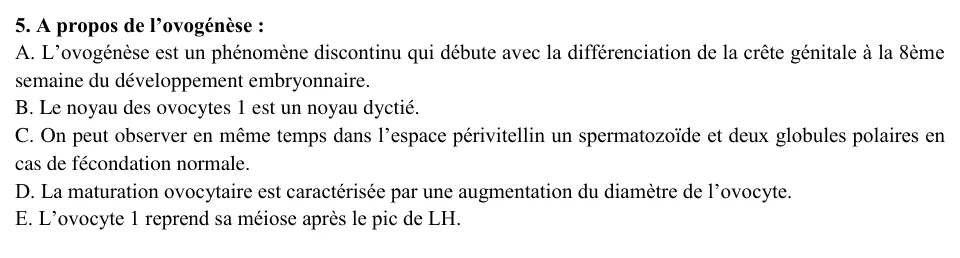 5. A propos de l'ovogénèse :
A. L'ovogénèse est un phénomène discontinu qui débute avec la différenciation de la crête génitale à la 8ème
semaine du développement embryonnaire.
B. Le noyau des ovocytes 1 est un noyau dyctié.
C. On peut observer en même temps dans l'espace périvitellin un spermatozoïde et deux globules polaires en
cas de fécondation normale.
D. La maturation ovocytaire est caractérisée par une augmentation du diamètre de l'ovocyte.
E. L'ovocyte 1 reprend sa méiose après le pic de LH.